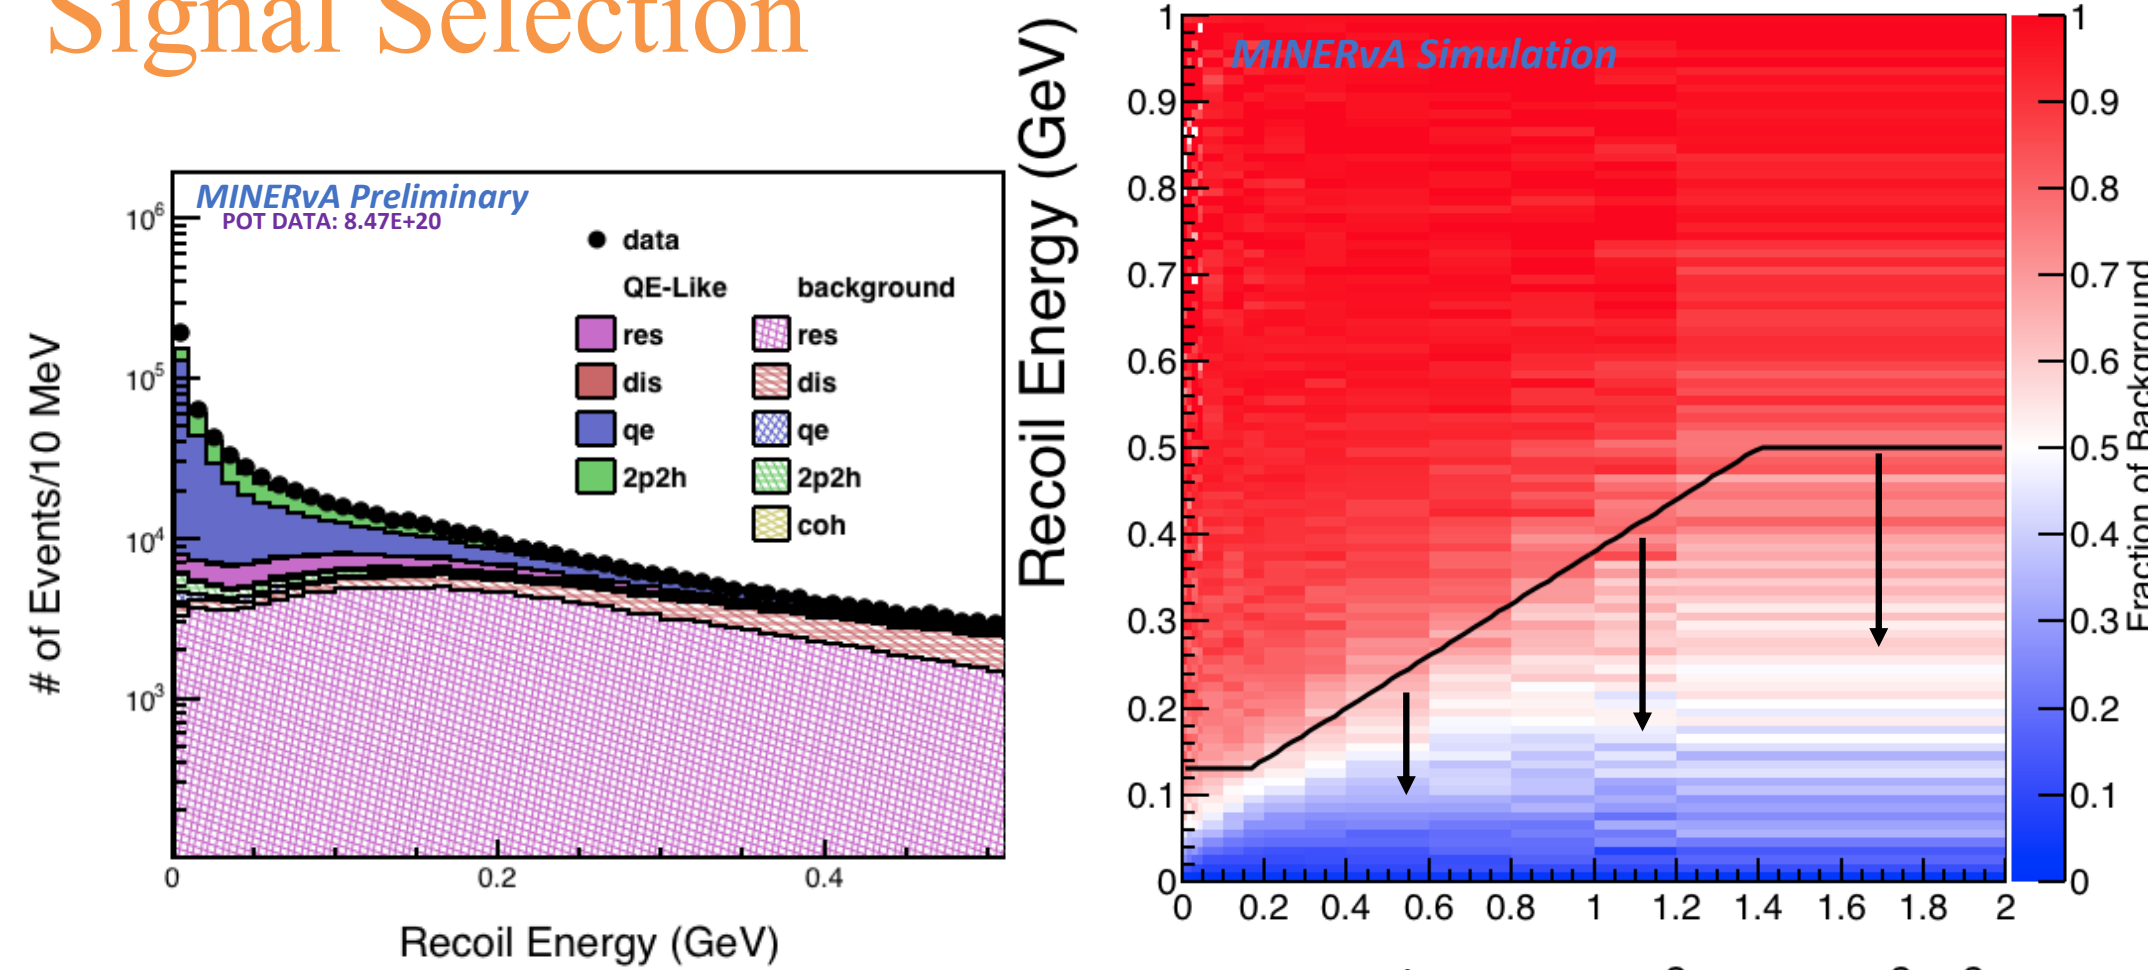 Signal Selection
MINERvA Preliminary
POT DATA: 8.47E+20
data
QE-Like background
res res
dis dis
qe qe
2p2h 2p2h
coh
10^6
10^5
10^4
10^3
# of Events/10 MeV
0 0.2 0.4
Recoil Energy (GeV)
MINERvA Simulation
Recoil Energy (GeV)
1
0.9
0.8
0.7
0.6
0.5
0.4
0.3
0.2
0.1
0
0 0.2 0.4 0.6 0.8 1 1.2 1.4 1.6 1.8 2
1
0.9
0.8
0.7
0.6
0.5
0.4
0.3
0.2
0.1
0
Fraction of Background